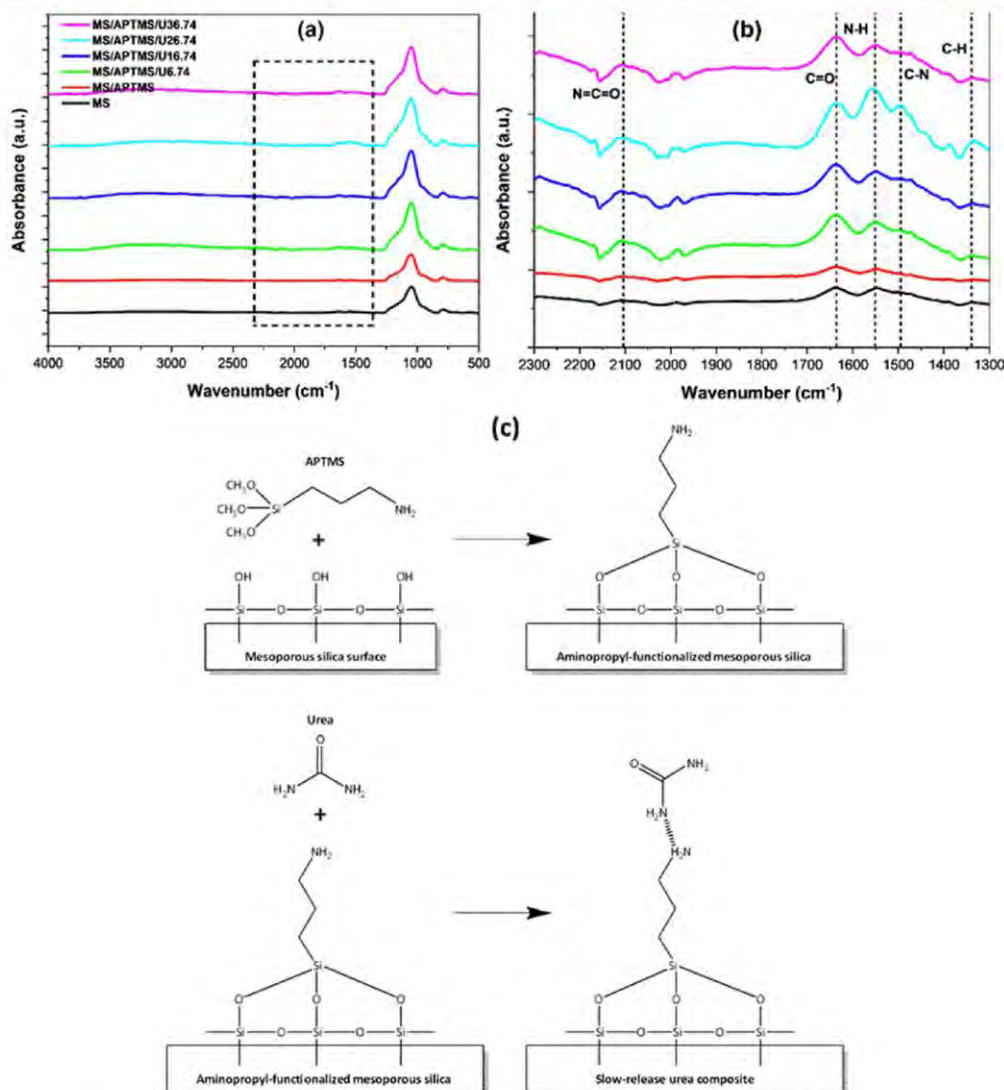 (a)
MS/APTMS/U36.74
MS/APTMS/U26.74
MS/APTMS/U16.74
MS/APTMS/U6.74
MS/APTMS
MS
Absorbance (a.u.)
4000 3500 3000 2500 2000 1500 1000 500
Wavenumber (cm-1)
(b)
N-H
C-H
C=O
C-N
N=C=O
Absorbance (a.u.)
2300 2200 2100 2000 1900 1800 1700 1600 1500 1400 1300
Wavenumber (cm-1)
(c)
APTMS
CH3O
CH3O
CH3O
Si
NH2
+
OH OH OH
Si O Si O Si
Mesoporous silica surface
NH2
Si
O O O
Si O Si O Si
Aminopropyl-functionalized mesoporous silica
Urea
O
H2N NH2
+
NH2
Si
O O O
Si O Si O Si
Aminopropyl-functionalized mesoporous silica
O NH2
H2N
H2N
Si
O O O
Si O Si O Si
Slow-release urea composite